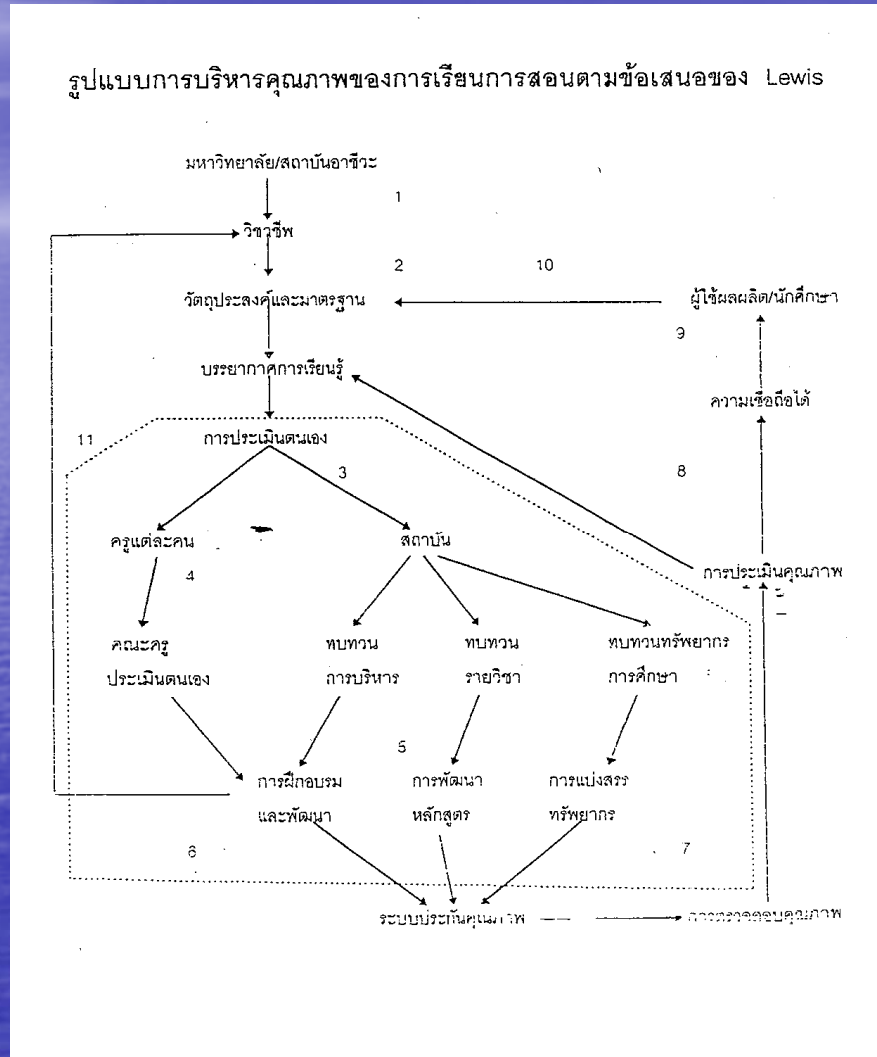 รูปแบบการบริหารคุณภาพของการเรียนการสอนตามข้อเสนอของ Lewis
มหาวิทยาลัย/สถาบันอาชีวะ
1
วิชาชีพ
2
10
วัตถุประสงค์และมาตรฐาน
ผู้ใช้ผลผลิต/นักศึกษา
9
บรรยากาศการเรียนรู้
ความเชื่อถือได้
11
การประเมินตนเอง
3
8
ครูแต่ละคน
สถาบัน
4
การประเมินคุณภาพ
คณะครู
ทบทวน
ทบทวน
ทบทวนทรัพยากร
ประเมินตนเอง
การบริหาร
รายวิชา
การศึกษา
5
การฝึกอบรม
การพัฒนา
การแบ่งสรร
และพัฒนา
หลักสูตร
ทรัพยากร
6
7
ระบบประกันคุณภาพ
การตรวจสอบคุณภาพ